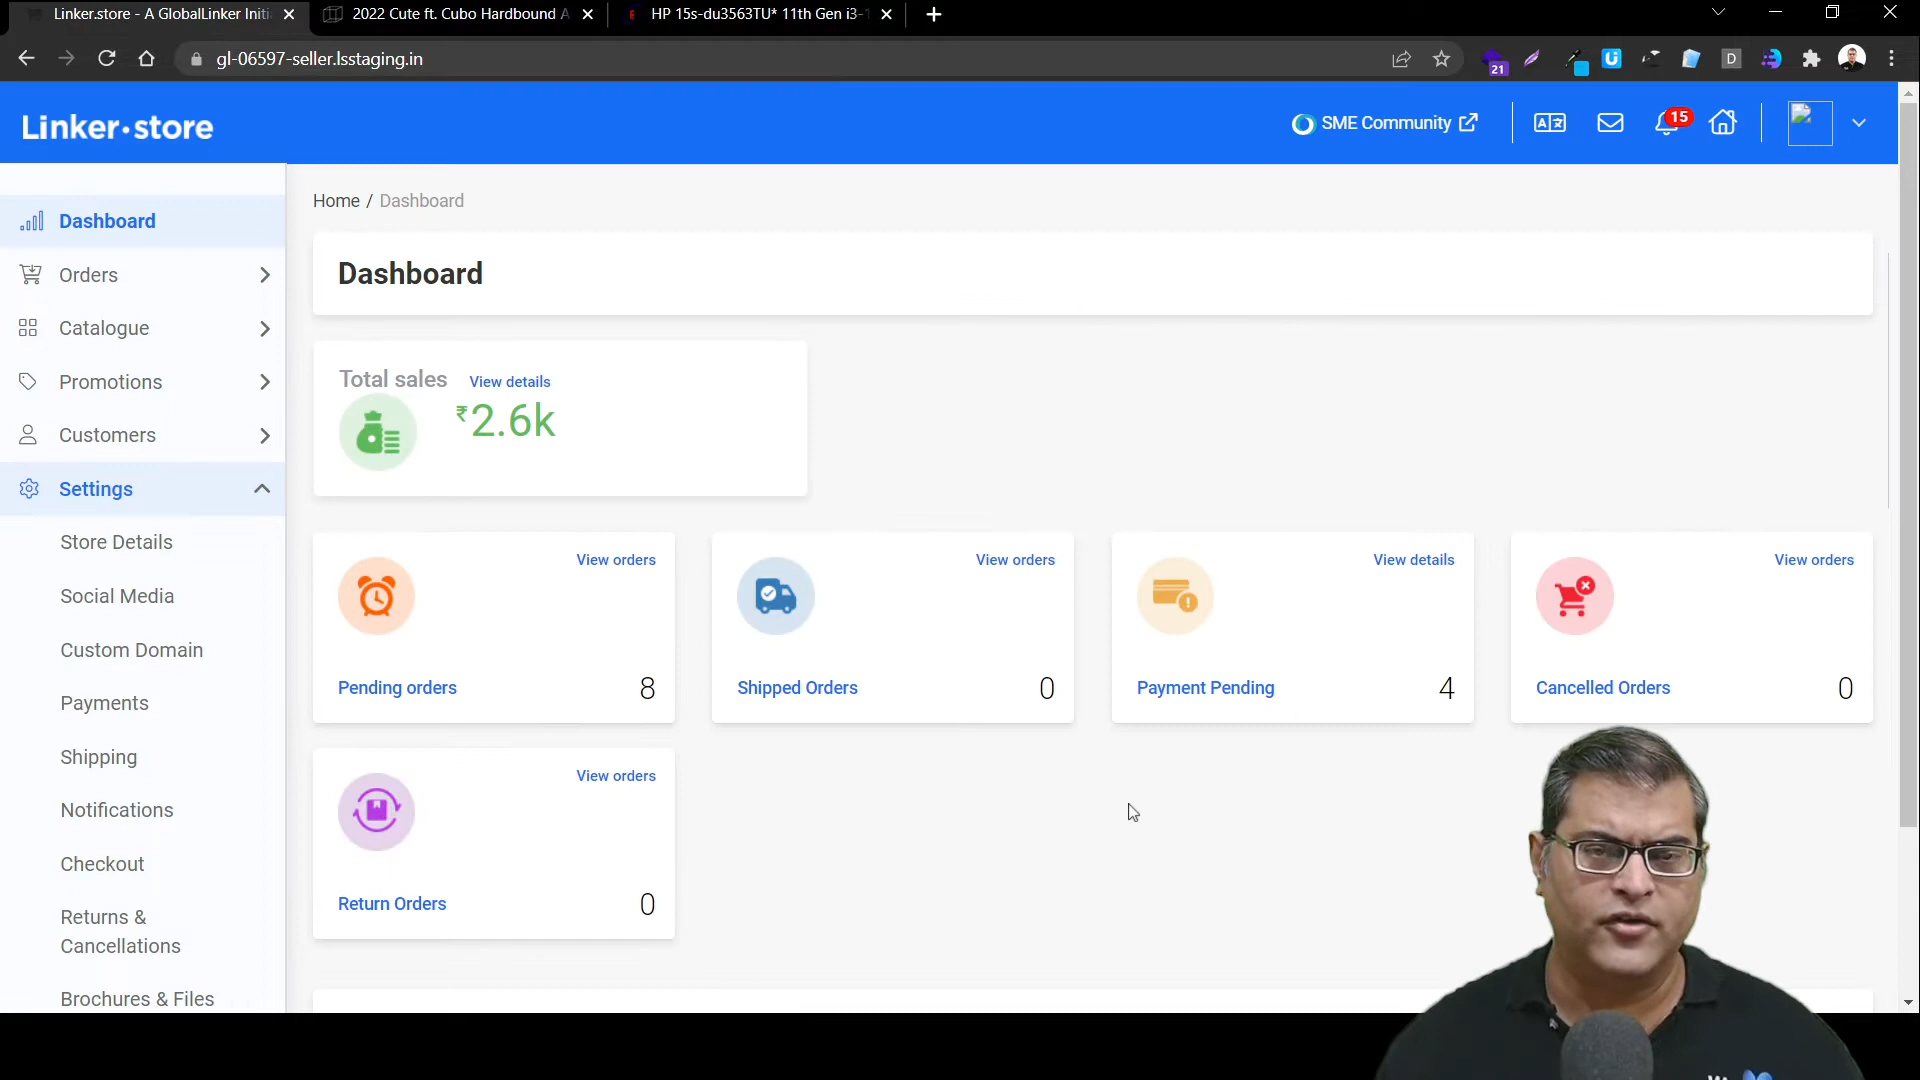 Linker.store - A GlobalLinker Initi
2022 Cute ft. Cubo Hardbound A
HP 15s-du3563TU* 11th Gen i3-1
gl-06597-seller.lsstaging.in
21
D
Linker.store
SME Community
15
Dashboard
Orders
Catalogue
Promotions
Customers
Settings
Store Details
Social Media
Custom Domain
Payments
Shipping
Notifications
Checkout
Returns &
Cancellations
Brochures & Files
Home / Dashboard
Dashboard
Total sales View details
₹2.6k
View orders
Pending orders 8
View orders
Shipped Orders 0
View details
Payment Pending 4
View orders
Cancelled Orders 0
View orders
Return Orders 0